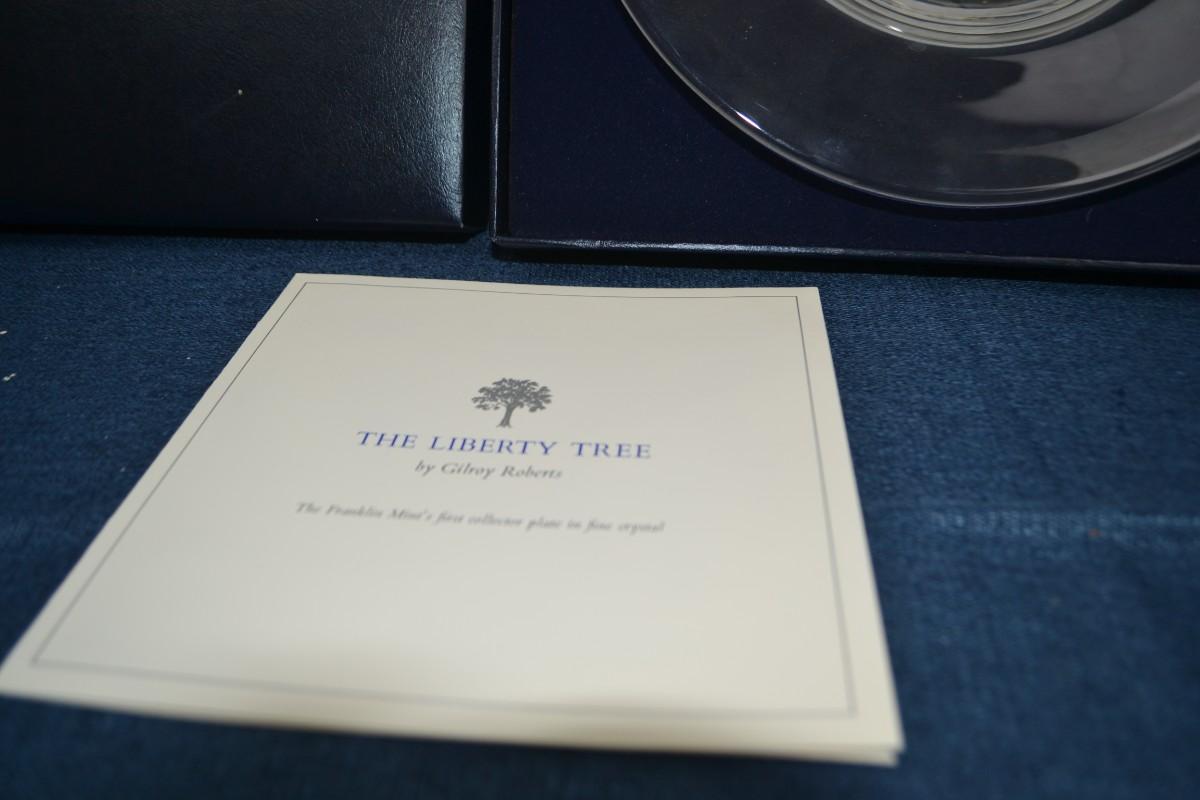 THE LIBERTY TREE
by Gilroy Roberts
The Franklin Mint's first collector plate in fine crystal